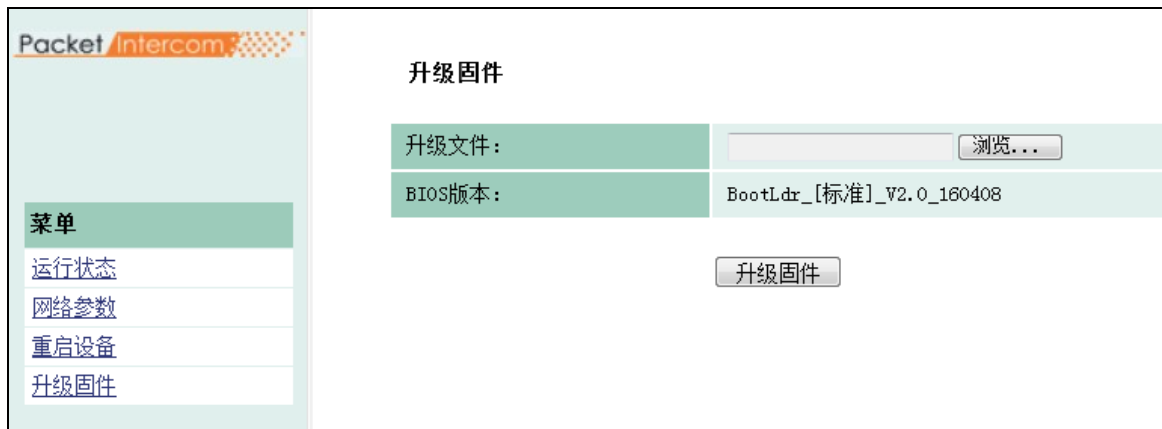 Packet Intercom
升级固件
升级文件：
浏览...
BIOS版本：
BootLdr_[标准]_V2.0_160408
升级固件
菜单
运行状态
网络参数
重启设备
升级固件